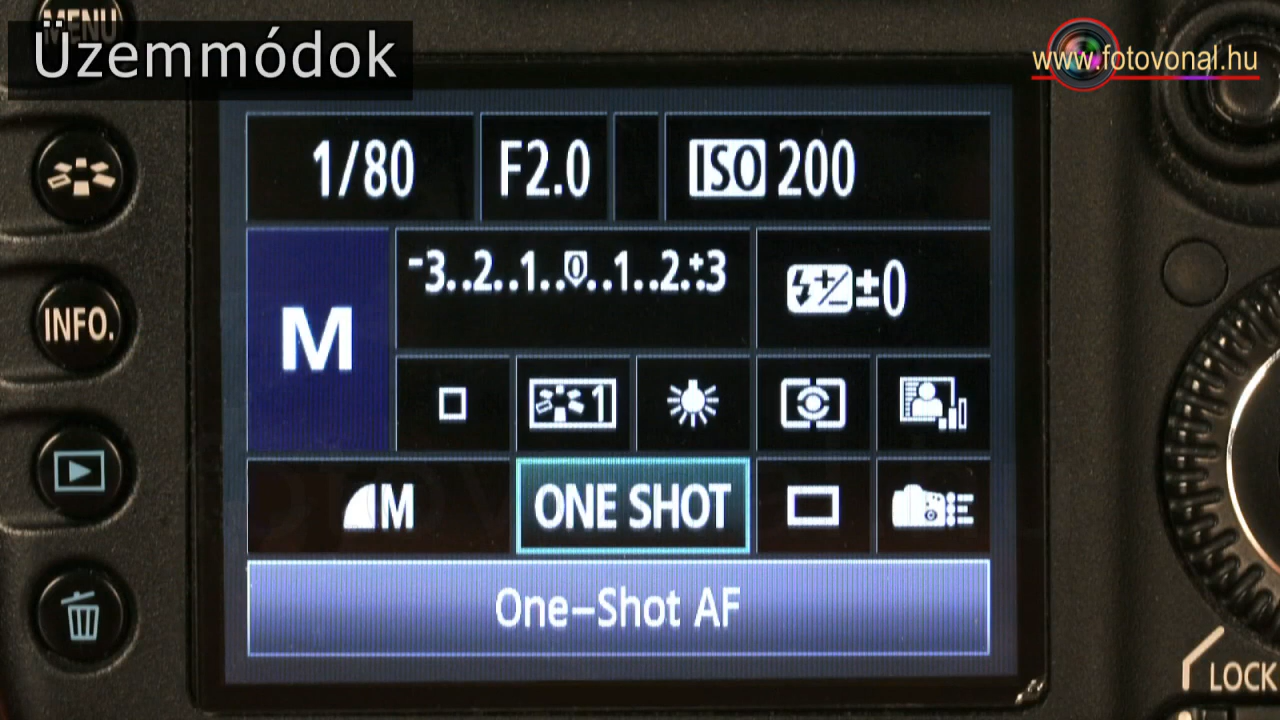 MENU
Üzemmódok
www.fotovonal.hu
1/80 F2.0 ISO 200
M
-3..2..1..0..1..2.+3
±0
1
M ONE SHOT
One-Shot AF
INFO.
LOCK